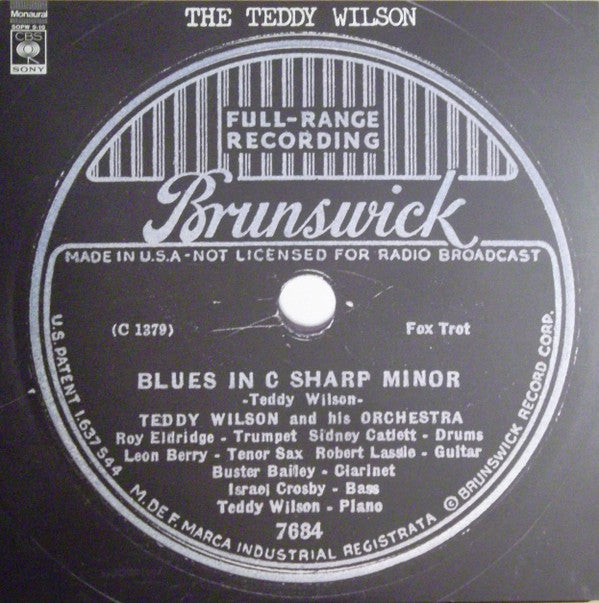 Monaural
SOPW 9.10
CBS
SONY
THE TEDDY WILSON
FULL-RANGE
RECORDING
Brunswick
MADE IN U.S.A - NOT LICENSED FOR RADIO BROADCAST
(C 1379)
Fox Trot
BLUES IN C SHARP MINOR
-Teddy Wilson-
TEDDY WILSON and his ORCHESTRA
Roy Eldridge - Trumpet Sidney Catlett - Drums
Leon Berry - Tenor Sax Robert Lassie - Guitar
Buster Bailey - Clarinet
Israel Crosby - Bass
Teddy Wilson - Piano
7684
U.S. PATENT 1.637.544
M. DE F. MARCA INDUSTRIAL REGISTRATA
© BRUNSWICK RECORD CORP.